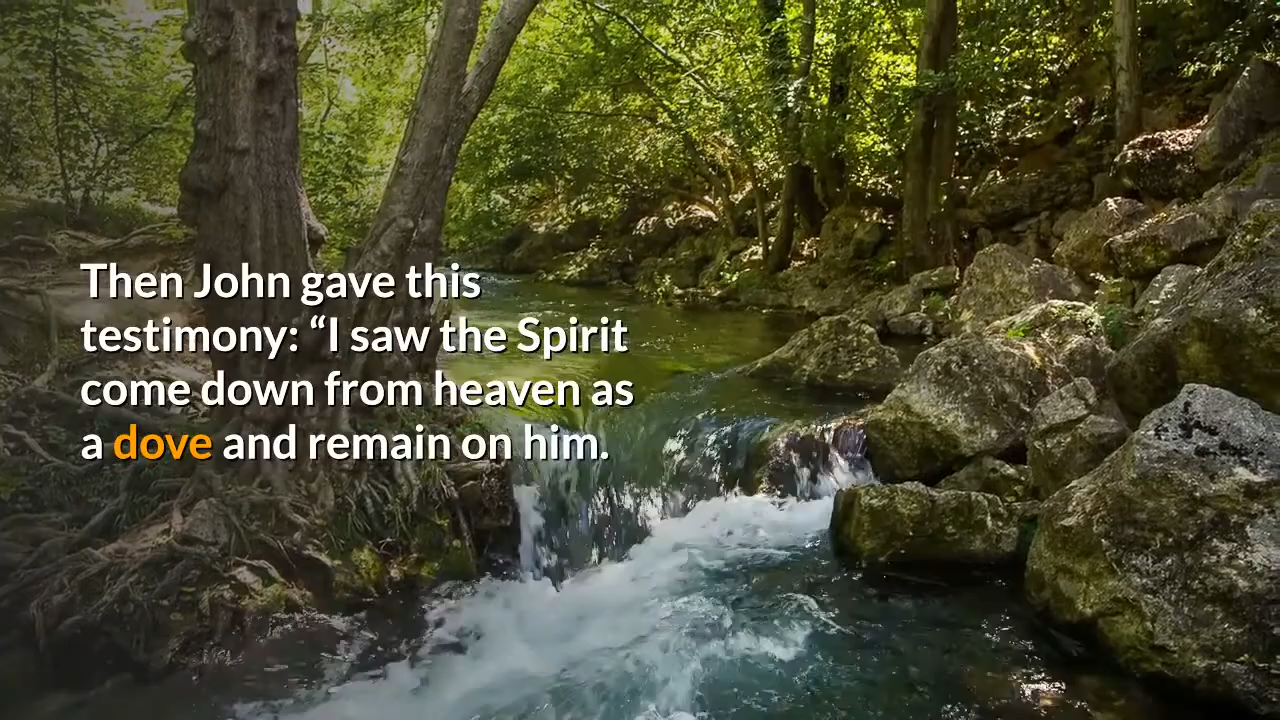 Then John gave this
testimony: “I saw the Spirit
come down from heaven as
a dove and remain on him.